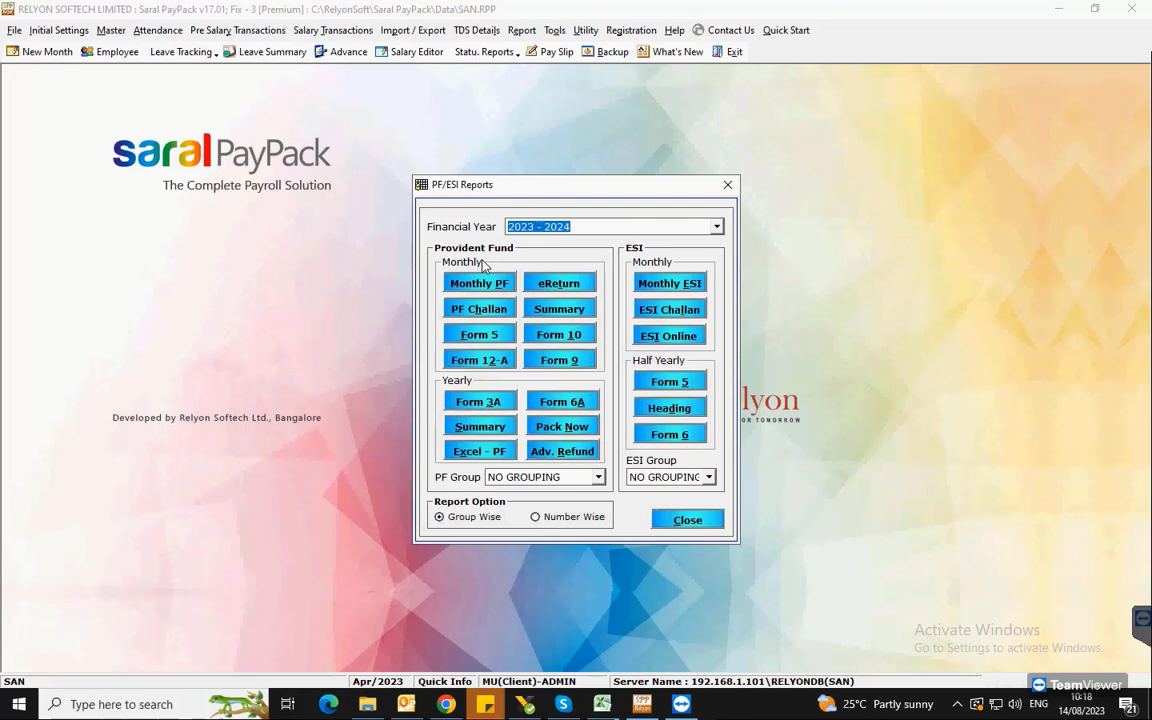 RELYON SOFTECH LIMITED : Saral PayPack v17.01; Fix - 3 [Premium] : C:\RelyonSoft\Saral PayPack\Data\SAN.RPP
File Initial Settings Master Attendance Pre Salary Transactions Salary Transactions Import / Export TDS Details Report Tools Utility Registration Help Contact Us Quick Start
New Month Employee Leave Tracking Leave Summary Advance Salary Editor Statu. Reports Pay Slip Backup What's New Exit
saral PayPack
The Complete Payroll Solution
PF/ESI Reports
Financial Year 2023 - 2024
Provident Fund ESI
Monthly Monthly
Monthly PF eReturn Monthly ESI
PF Challan Summary ESI Challan
Form 5 Form 10 ESI Online
Form 12-A Form 9 Half Yearly
Yearly Form 5
Form 3A Form 6A Heading
Summary Pack Now Form 6
Excel - PF Adv. Refund ESI Group
PF Group NO GROUPING NO GROUPING
Report Option
Group Wise Number Wise Close
lyon
OR TOMORROW
Developed by Relyon Softech Ltd., Bangalore
Activate Windows
Go to Settings to activate Windows.
SAN Apr/2023 Quick Info MU(Client)-ADMIN Server Name : 192.168.1.101\RELYONDB(SAN)
TeamViewer
Type here to search 25°C Partly sunny ENG 10:18
14/08/2023 21